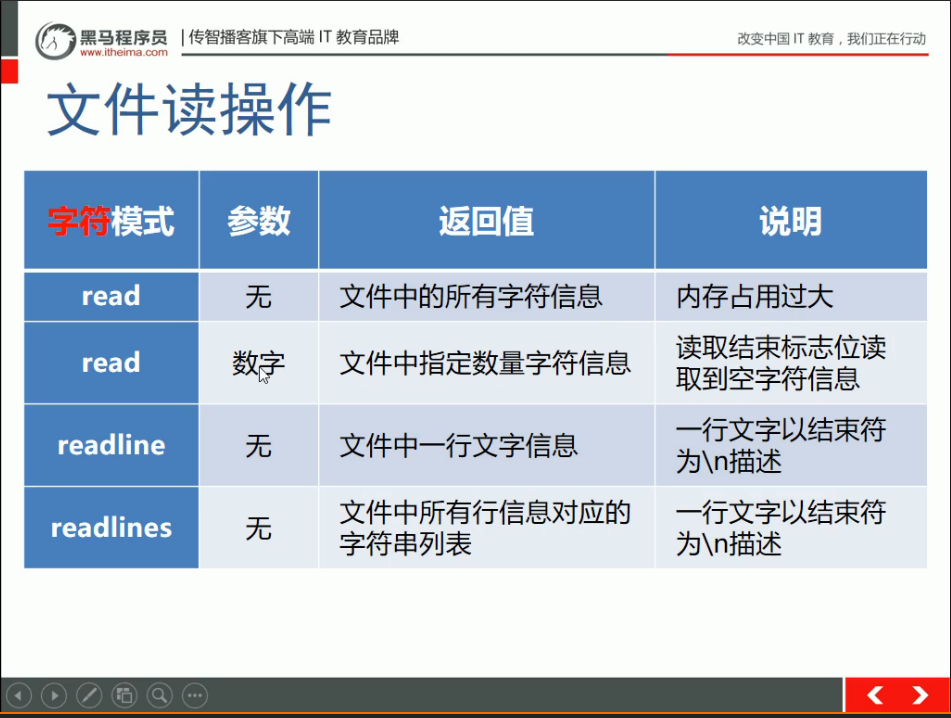 黑马程序员
www.itheima.com
传智播客旗下高端 IT 教育品牌
改变中国 IT 教育，我们正在行动
文件读操作
字符模式 参数 返回值 说明
read 无 文件中的所有字符信息 内存占用过大
read 数字 文件中指定数量字符信息 读取结束标志位读
取到空字符信息
readline 无 文件中一行文字信息 一行文字以结束符
为\n描述
readlines 无 文件中所有行信息对应的 一行文字以结束符
字符串列表 为\n描述